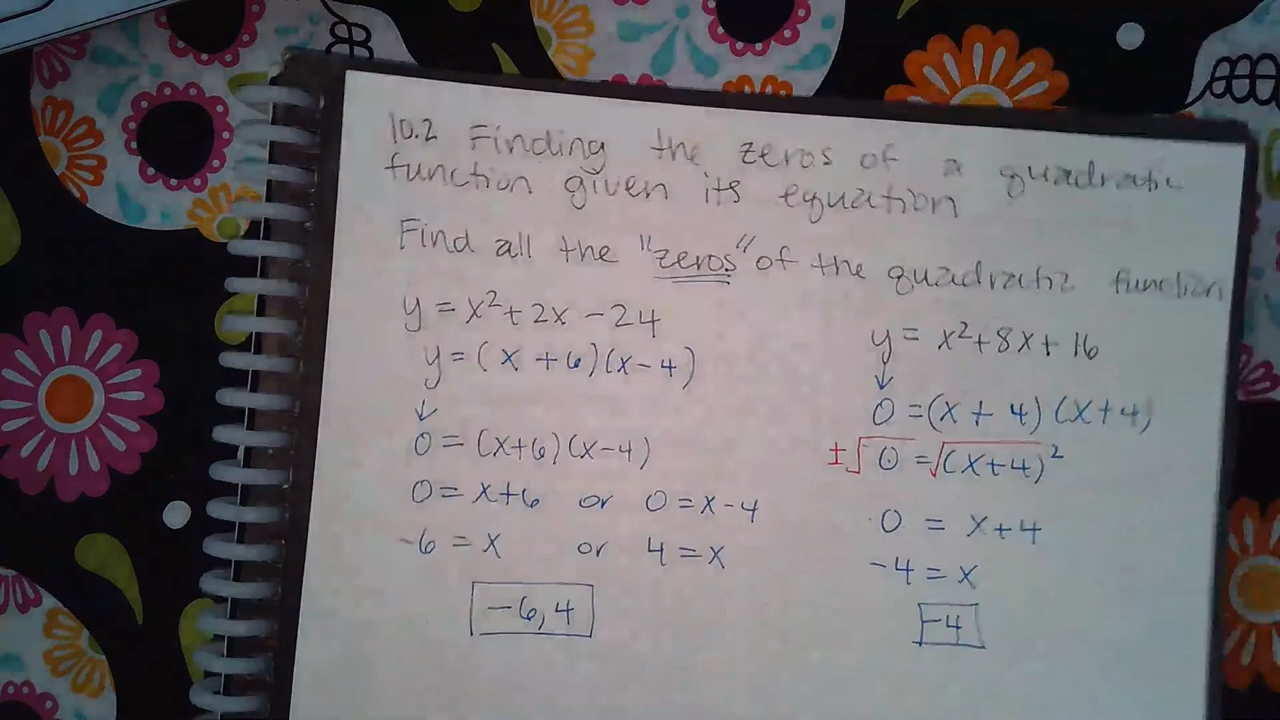 10.2 Finding the zeros of a quadratic
function given its equation
Find all the "zeros" of the quadratic function
y = x²+2x-24
y=(x+6)(x-4)
↓
0=(x+6)(x-4)
0=x+6 or 0=x-4
-6=x or 4=x
-6,4
y= x²+8x+16
↓
0=(x+4)(x+4)
±√0=√(x+4)²
0 = x+4
-4=x
-4